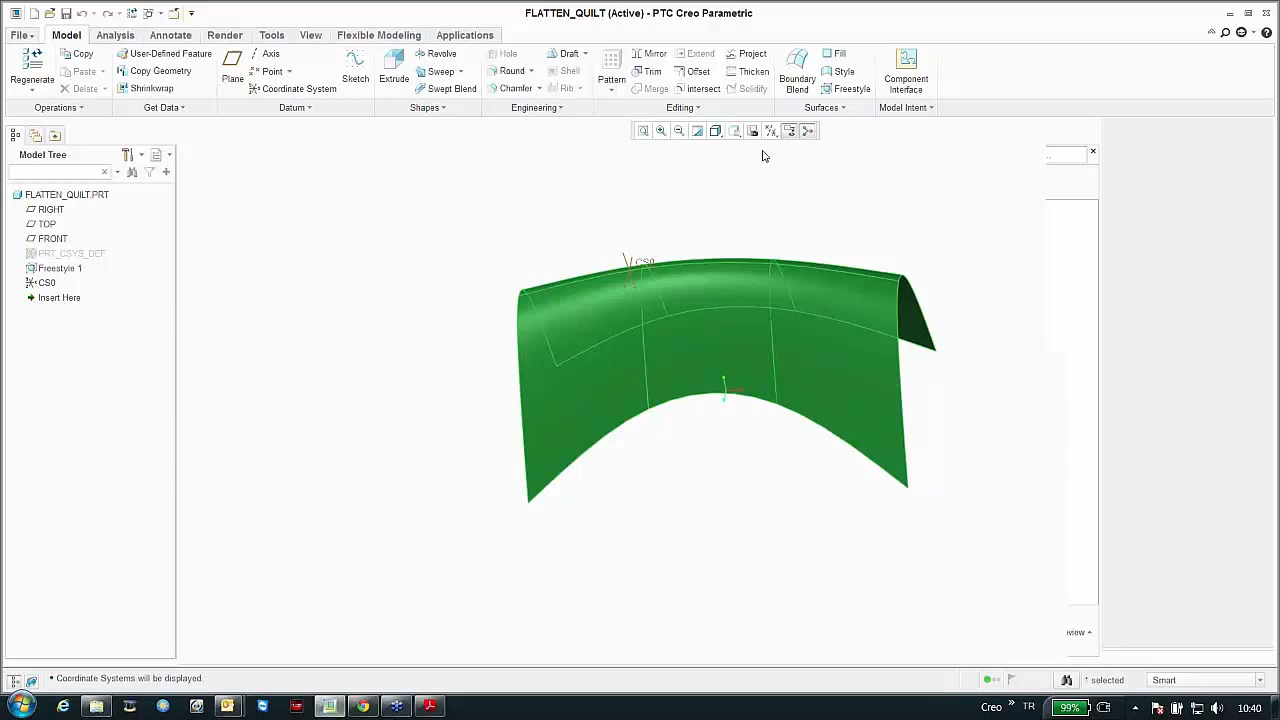 FLATTEN_QUILT (Active) - PTC Creo Parametric
File
Model
Analysis
Annotate
Render
Tools
View
Flexible Modeling
Applications
Regenerate
Copy
Paste
Delete
User-Defined Feature
Copy Geometry
Shrinkwrap
Plane
Axis
Point
Coordinate System
Sketch
Extrude
Revolve
Sweep
Swept Blend
Hole
Round
Chamfer
Draft
Shell
Rib
Pattern
Mirror
Trim
Merge
Extend
Offset
Intersect
Project
Thicken
Solidify
Boundary
Blend
Fill
Style
Freestyle
Component
Interface
Operations
Get Data
Datum
Shapes
Engineering
Editing
Surfaces
Model Intent
Model Tree
FLATTEN_QUILT.PRT
RIGHT
TOP
FRONT
PRT_CSYS_DEF
Freestyle 1
CS0
Insert Here
CS0
...
eview
• Coordinate Systems will be displayed.
1 selected
Smart
Creo
TR
99%
10:40